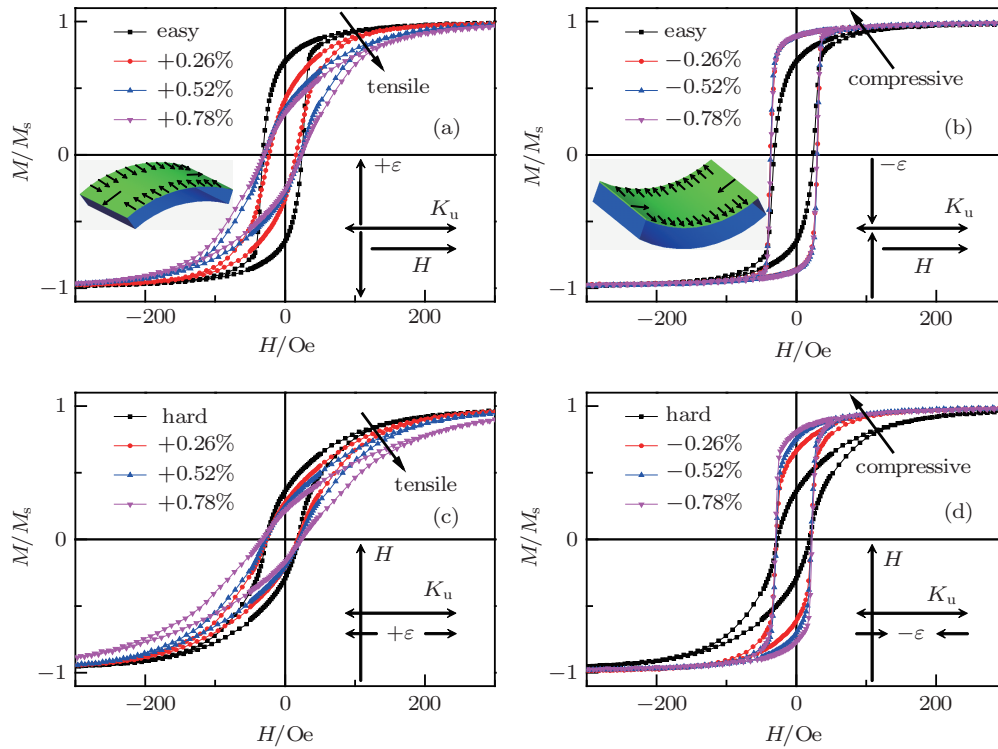 1
0
−1
M/Ms
easy
+0.26%
+0.52%
+0.78%
tensile
(a)
+ε
Ku
H
−200
0
200
H/Oe
1
0
−1
M/Ms
easy
−0.26%
−0.52%
−0.78%
compressive
(b)
−ε
Ku
H
−200
0
200
H/Oe
1
0
−1
M/Ms
hard
+0.26%
+0.52%
+0.78%
tensile
(c)
H
Ku
+ε
−200
0
200
H/Oe
1
0
−1
M/Ms
hard
−0.26%
−0.52%
−0.78%
compressive
(d)
H
Ku
−ε
−200
0
200
H/Oe